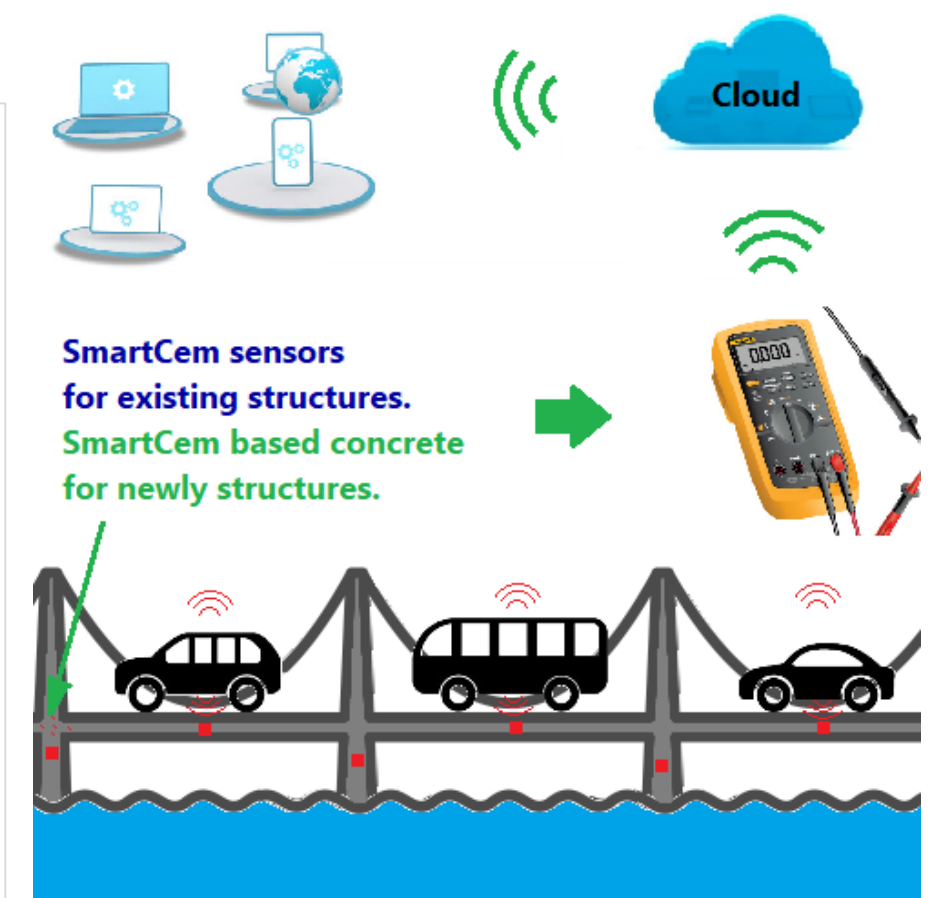 Cloud
0.000
SmartCem sensors
for existing structures.
SmartCem based concrete
for newly structures.